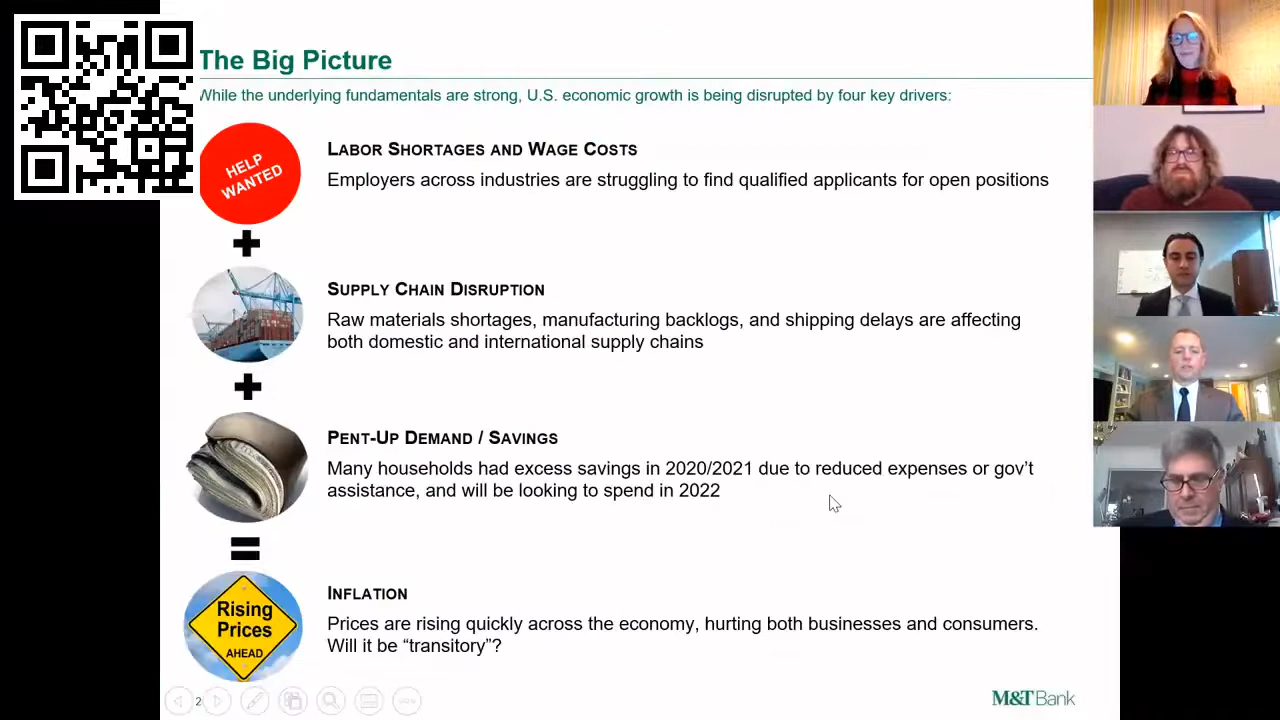 The Big Picture
While the underlying fundamentals are strong, U.S. economic growth is being disrupted by four key drivers:
HELP
WANTED
LABOR SHORTAGES AND WAGE COSTS
Employers across industries are struggling to find qualified applicants for open positions
SUPPLY CHAIN DISRUPTION
Raw materials shortages, manufacturing backlogs, and shipping delays are affecting
both domestic and international supply chains
PENT-UP DEMAND / SAVINGS
Many households had excess savings in 2020/2021 due to reduced expenses or gov’t
assistance, and will be looking to spend in 2022
Rising
Prices
AHEAD
INFLATION
Prices are rising quickly across the economy, hurting both businesses and consumers.
Will it be “transitory”?
2
M&T Bank